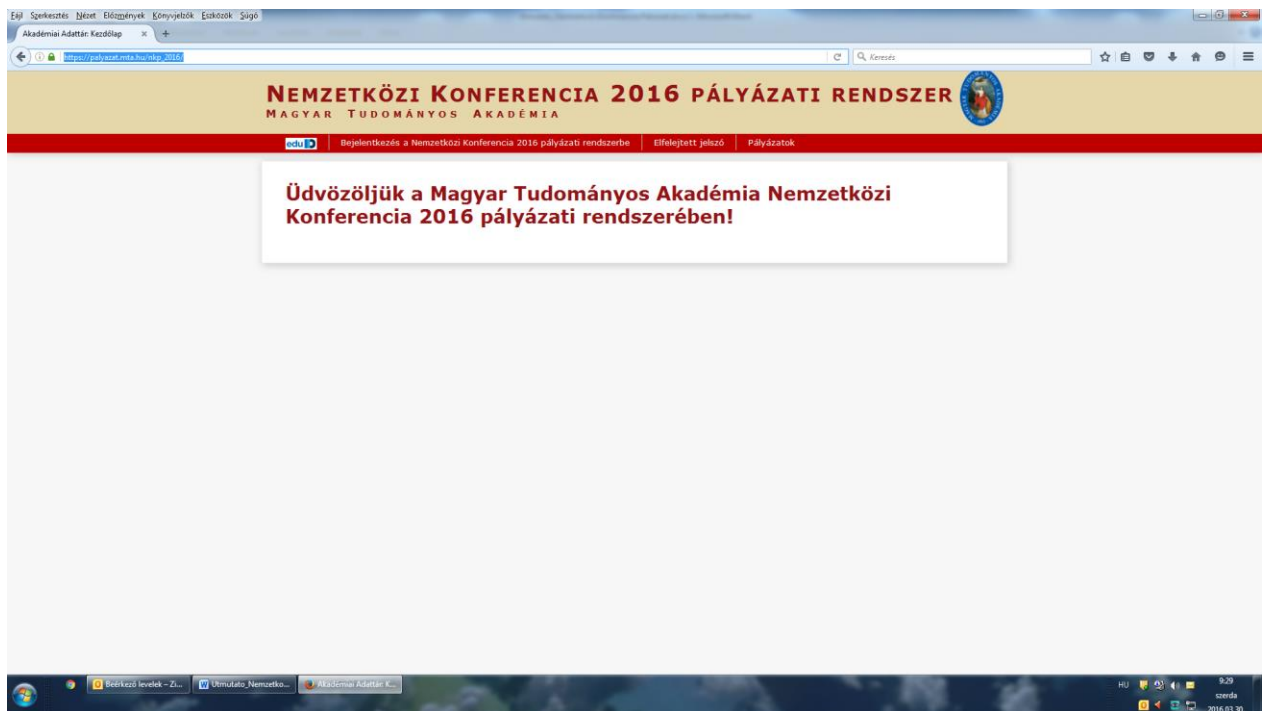 Fájl Szerkesztés Nézet Előzmények Könyvjelzők Eszközök Súgó
Akadémiai Adattár: Kezdőlap × +
https://palyazat.mta.hu/nkp_2016/
Keresés
NEMZETKÖZI KONFERENCIA 2016 PÁLYÁZATI RENDSZER
MAGYAR TUDOMÁNYOS AKADÉMIA
edu Bejelentkezés a Nemzetközi Konferencia 2016 pályázati rendszerbe Elfelejtett jelszó Pályázatok
Üdvözöljük a Magyar Tudományos Akadémia Nemzetközi
Konferencia 2016 pályázati rendszerében!
Beérkező levelek – Zi... Utmutato_Nemzetko... Akadémiai Adattár: K...
HU
9:29
szerda
2016.03.30